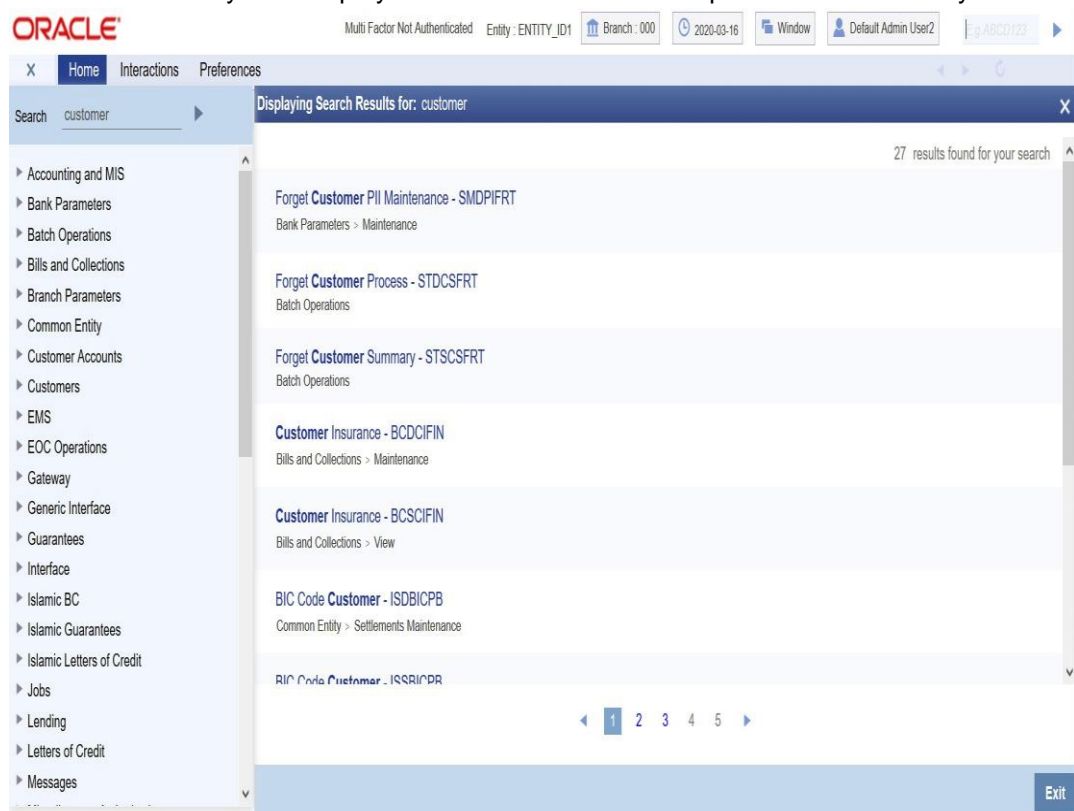 ORACLE
Multi Factor Not Authenticated Entity : ENTITY_ID1 Branch : 000 2020-03-16 Window Default Admin User2 E.g.ABCD123
X Home Interactions Preferences
Search customer
Displaying Search Results for: customer X
27 results found for your search
Accounting and MIS
Bank Parameters
Batch Operations
Bills and Collections
Branch Parameters
Common Entity
Customer Accounts
Customers
EMS
EOC Operations
Gateway
Generic Interface
Guarantees
Interface
Islamic BC
Islamic Guarantees
Islamic Letters of Credit
Jobs
Lending
Letters of Credit
Messages
Forget Customer PII Maintenance - SMDPIFRT
Bank Parameters > Maintenance
Forget Customer Process - STDCSFRT
Batch Operations
Forget Customer Summary - STSCSFRT
Batch Operations
Customer Insurance - BCDCIFIN
Bills and Collections > Maintenance
Customer Insurance - BCSCIFIN
Bills and Collections > View
BIC Code Customer - ISDBICPB
Common Entity > Settlements Maintenance
BIC Code Customer - ISSBICPB
1 2 3 4 5
Exit